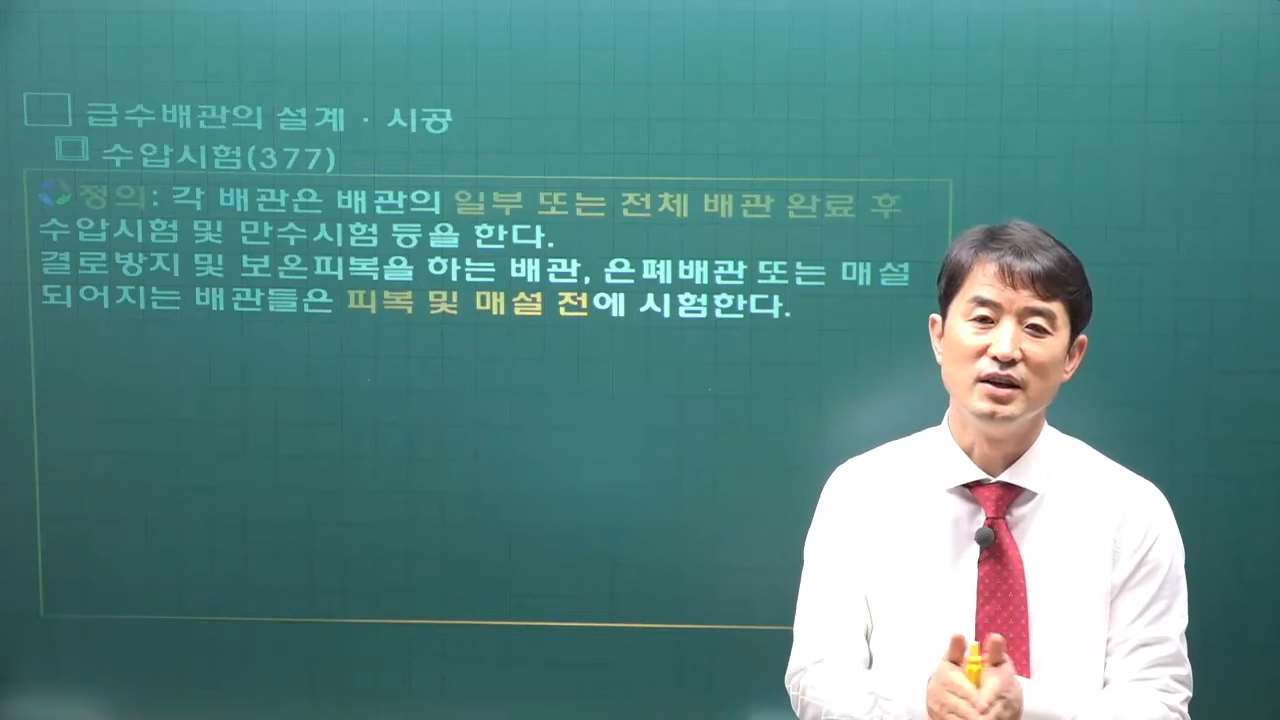 급수배관의 설계 · 시공
수압시험(377)
정의: 각 배관은 배관의 일부 또는 전체 배관 완료 후
수압시험 및 만수시험 등을 한다.
결로방지 및 보온피복을 하는 배관, 은폐배관 또는 매설
되어지는 배관들은 피복 및 매설 전에 시험한다.